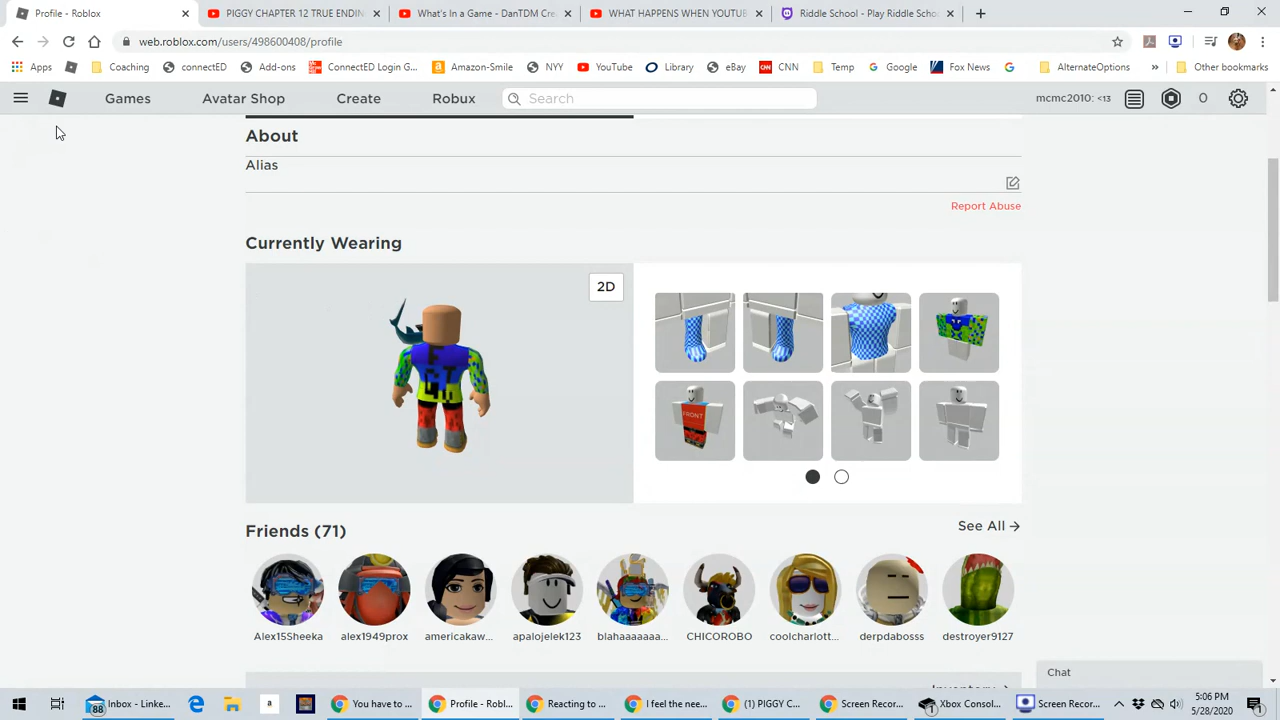 Profile - Roblox
PIGGY CHAPTER 12 TRUE ENDIN
What's In a Game - DanTDM Cre
WHAT HAPPENS WHEN YOUTUB
Riddle School - Play Riddle Scho
web.roblox.com/users/498600408/profile
Apps
Coaching
connectED
Add-ons
ConnectED Login G...
Amazon-Smile
NYY
YouTube
Library
eBay
CNN
Temp
Google
Fox News
AlternateOptions
»
Other bookmarks
Games
Avatar Shop
Create
Robux
Search
mcmc2010: <13
0
About
Alias
Report Abuse
Currently Wearing
2D
FRONT
Friends (71)
See All →
Alex15Sheeka
alex1949prox
americakaw...
apalojelek123
blahaaaaaaa...
CHICOROBO
coolcharlott...
derpdabosss
destroyer9127
Chat
88
Inbox - Linke...
a
You have to ...
Profile - Robl...
Reacting to ...
I feel the nee...
(1) PIGGY C...
Screen Recor...
Xbox Consol...
Screen Recor...
5:06 PM
5/28/2020